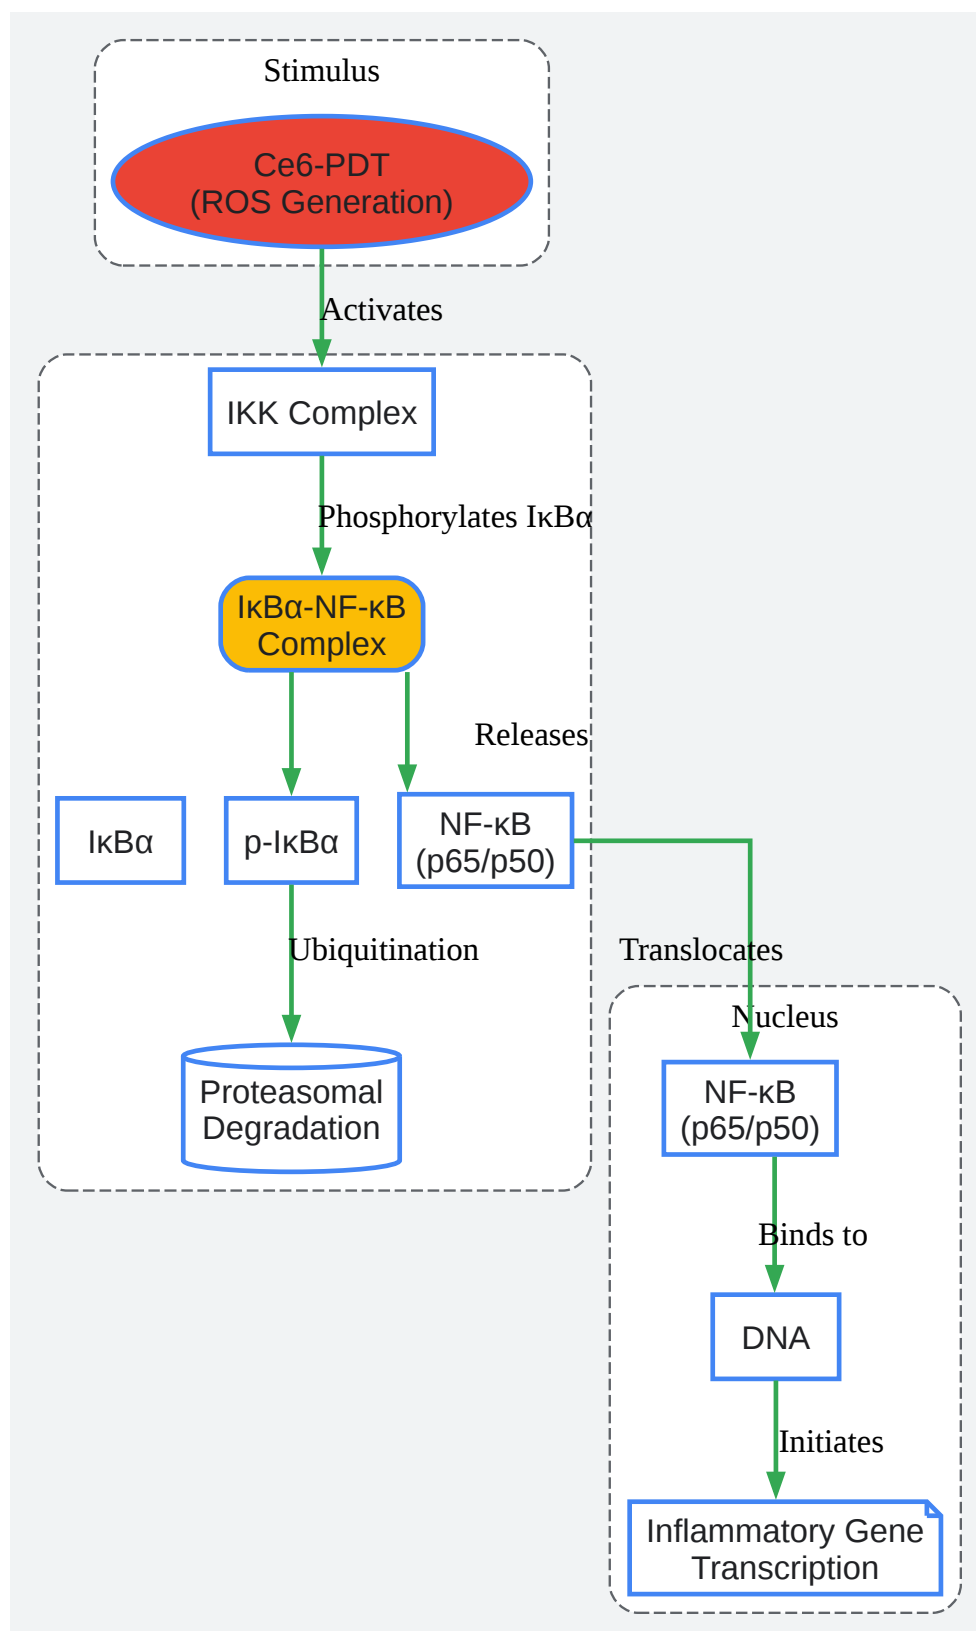 Stimulus
Ce6-PDT
(ROS Generation)
Activates
IKK Complex
Phosphorylates IκBα
IκBα-NF-κB
Complex
Releases
IκBα
p-IκBα
NF-κB
(p65/p50)
Ubiquitination
Translocates
Nucleus
Proteasomal
Degradation
NF-κB
(p65/p50)
Binds to
DNA
Initiates
Inflammatory Gene
Transcription